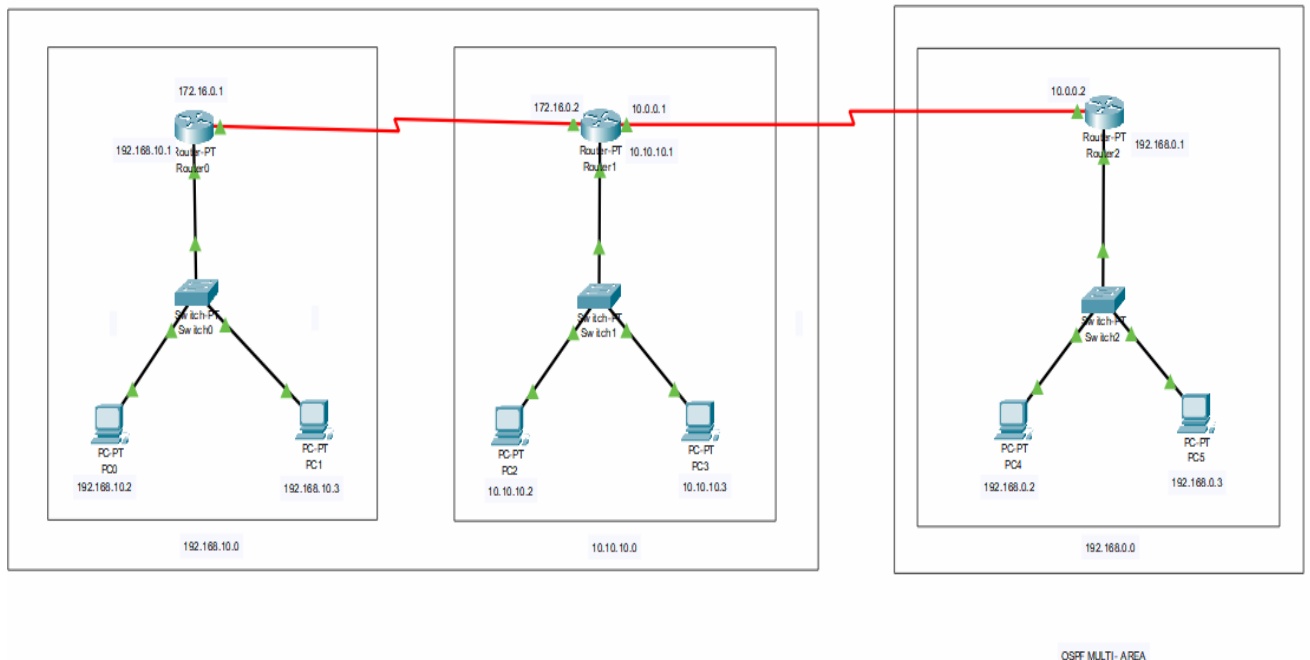 172.16.0.1
172.16.0.2
10.0.0.1
10.0.0.2
192.168.10.1
Router-PT
Router0
Router-PT
Router1
10.10.10.1
Router-PT
Router2
192.168.0.1
Switch-PT
Switch0
Switch-PT
Switch1
Switch-PT
Switch2
PC-PT
PC0
192.168.10.2
PC-PT
PC1
192.168.10.3
PC-PT
PC2
10.10.10.2
PC-PT
PC3
10.10.10.3
PC-PT
PC4
192.168.0.2
PC-PT
PC5
192.168.0.3
192.168.10.0
10.10.10.0
192.168.0.0
OSPF MULTI- AREA